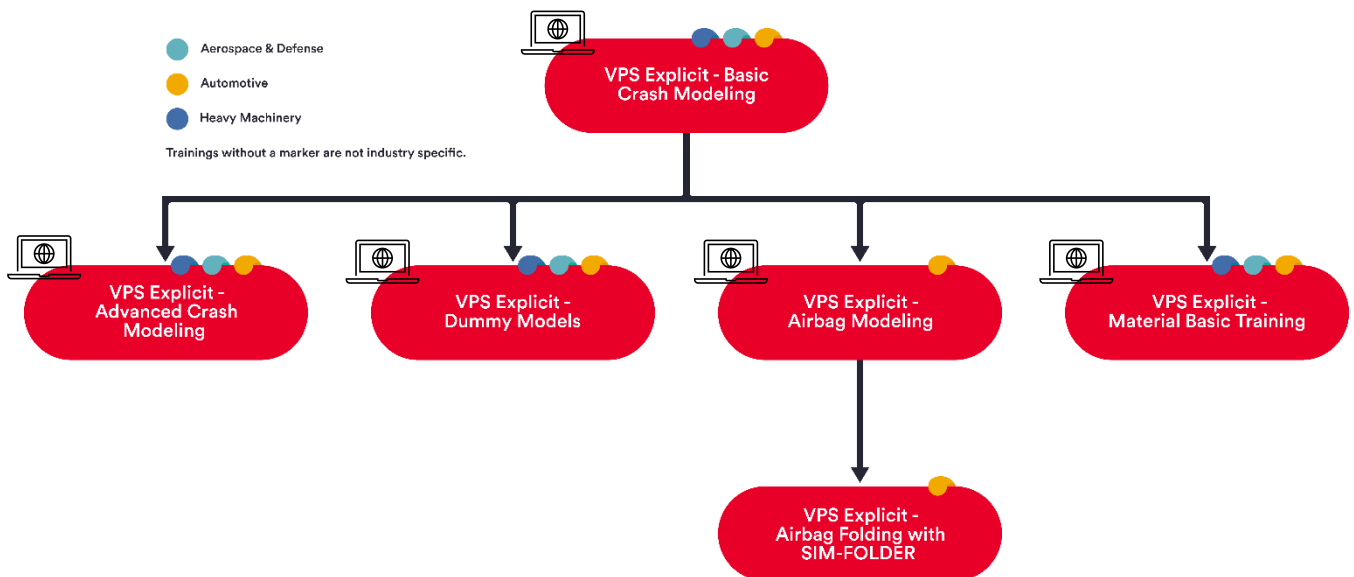 Aerospace & Defense
Automotive
Heavy Machinery
Trainings without a marker are not industry specific.
VPS Explicit - Basic
Crash Modeling
VPS Explicit -
Advanced Crash
Modeling
VPS Explicit -
Dummy Models
VPS Explicit -
Airbag Modeling
VPS Explicit -
Material Basic Training
VPS Explicit -
Airbag Folding with
SIM-FOLDER